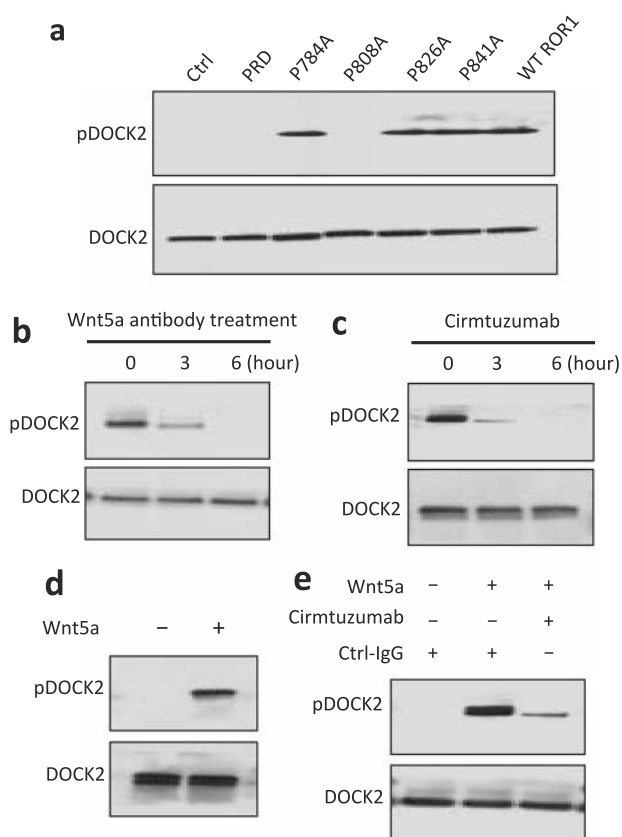 a
Ctrl PRD P784A P808A P826A P841A WT ROR1
pDOCK2
DOCK2
b
Wnt5a antibody treatment
0 3 6 (hour)
pDOCK2
DOCK2
c
Cirmtuzumab
0 3 6 (hour)
pDOCK2
DOCK2
d
Wnt5a – +
pDOCK2
DOCK2
e
Wnt5a – + +
Cirmtuzumab – – +
Ctrl-IgG + + –
pDOCK2
DOCK2